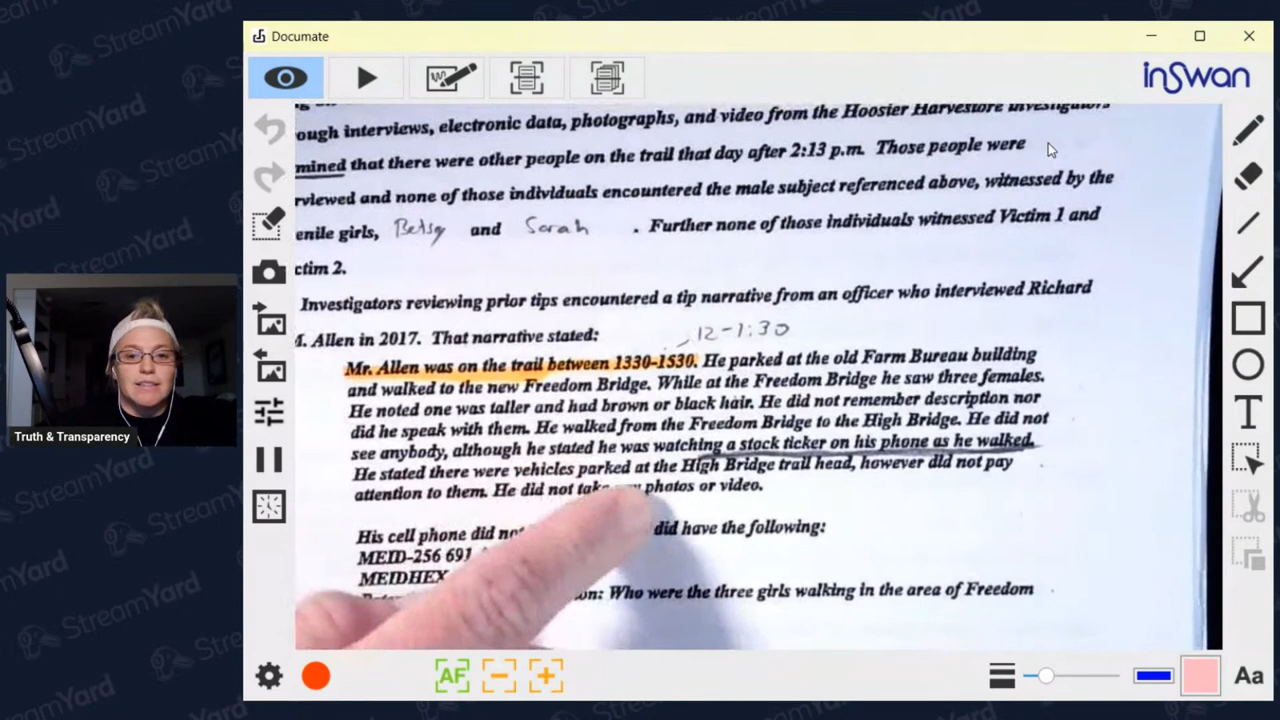 StreamYard
Documate
inSwan
ough interviews, electronic data, photographs, and video from the Hoosier Harvestore Investigators
mined that there were other people on the trail that day after 2:13 p.m. Those people were
rviewed and none of those individuals encountered the male subject referenced above, witnessed by the
enile girls, Betsy and Sarah . Further none of those individuals witnessed Victim 1 and
ctim 2.
Investigators reviewing prior tips encountered a tip narrative from an officer who interviewed Richard
M. Allen in 2017. That narrative stated:
12-1:30
Mr. Allen was on the trail between 1330-1530. He parked at the old Farm Bureau building
and walked to the new Freedom Bridge. While at the Freedom Bridge he saw three females.
He noted one was taller and had brown or black hair. He did not remember description nor
did he speak with them. He walked from the Freedom Bridge to the High Bridge. He did not
see anybody, although he stated he was watching a stock ticker on his phone as he walked.
He stated there were vehicles parked at the High Bridge trail head, however did not pay
attention to them. He did not take photos or video.
His cell phone did not did have the following:
MEID-256 691
MEIDHEX
on: Who were the three girls walking in the area of Freedom
Truth & Transparency
T
AF
Aa